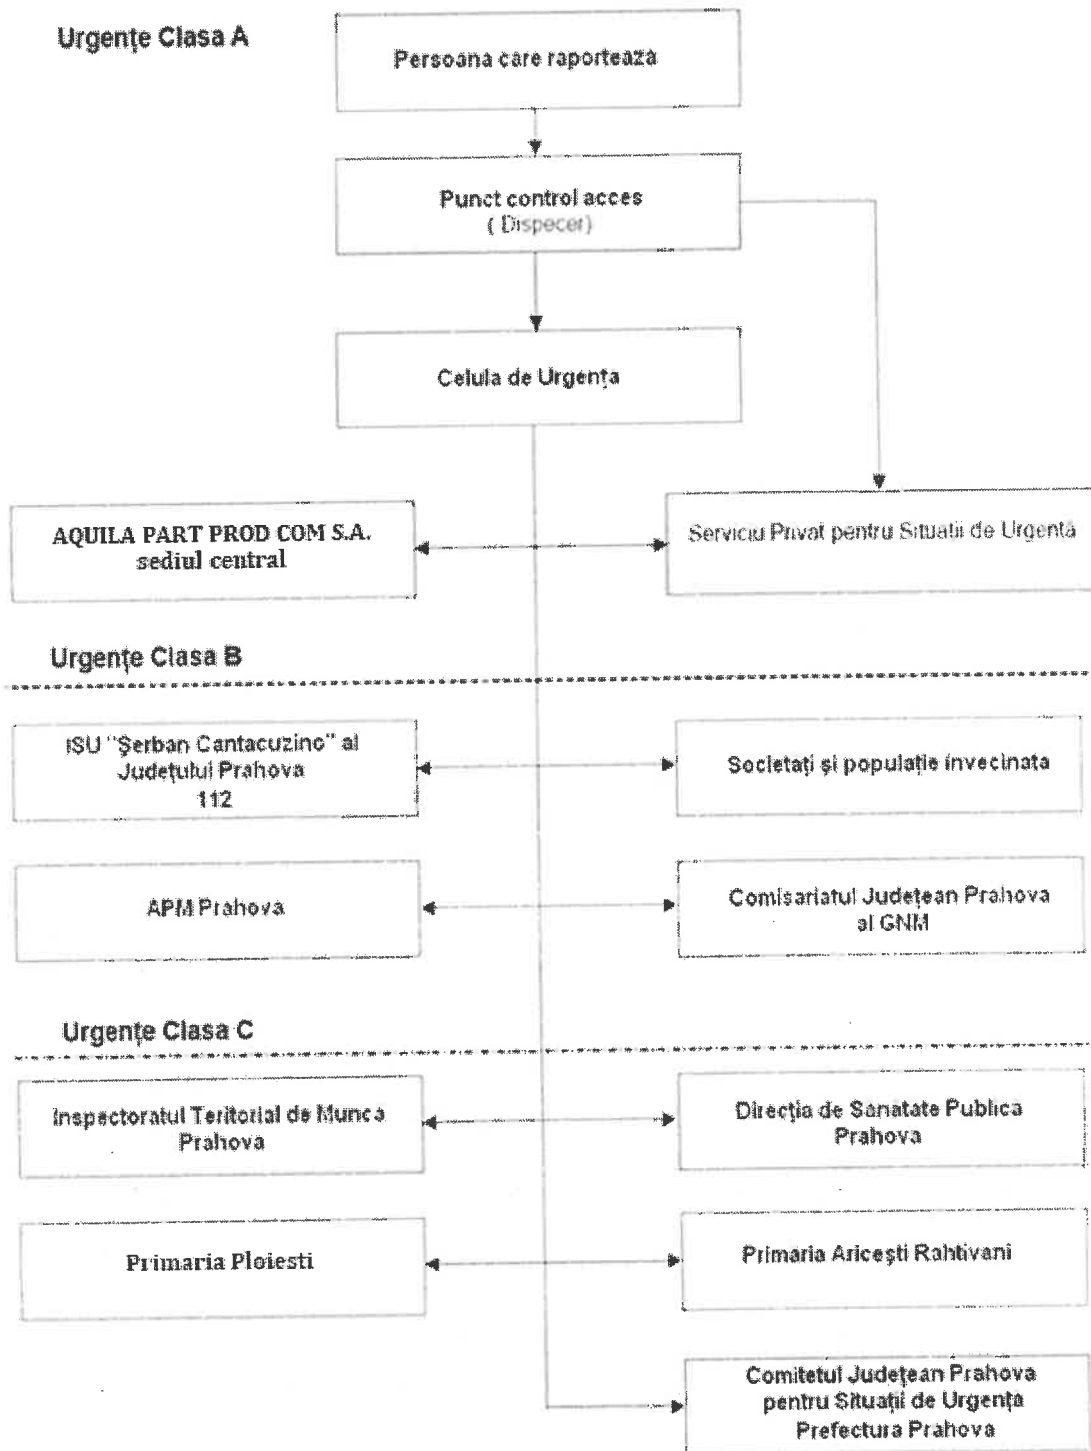 Urgențe Clasa A
Persoana care raporteaza
Punct control acces
( Dispecer)
Celula de Urgența
AQUILA PART PROD COM S.A.
sediul central
Serviciu Privat pentru Situatii de Urgentă
Urgențe Clasa B
ISU "Șerban Cantacuzino" al
Județului Prahova
112
Societați și populație invecinata
APM Prahova
Comisariatul Județean Prahova
al GNM
Urgențe Clasa C
Inspectoratul Teritorial de Munca
Prahova
Direcția de Sanatate Publica
Prahova
Primaria Ploiesti
Primaria Aricești Rahtivani
Comitetul Județean Prahova
pentru Situații de Urgența
Prefectura Prahova